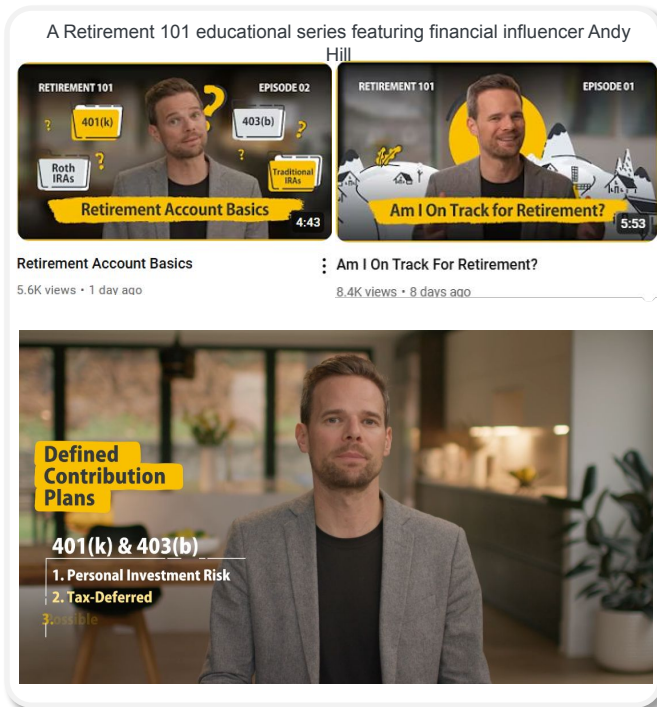 A Retirement 101 educational series featuring financial influencer Andy
Hill
RETIREMENT 101
EPISODE 02
?
401(k)
?
403(b)
?
?
Roth
IRAs
?
Traditional
IRAs
Retirement Account Basics
4:43
RETIREMENT 101
EPISODE 01
Am I On Track for Retirement?
5:53
Retirement Account Basics
5.6K views • 1 day ago
Am I On Track For Retirement?
8.4K views • 8 days ago
Defined
Contribution
Plans
401(k) & 403(b)
1. Personal Investment Risk
2. Tax-Deferred
3. Possible